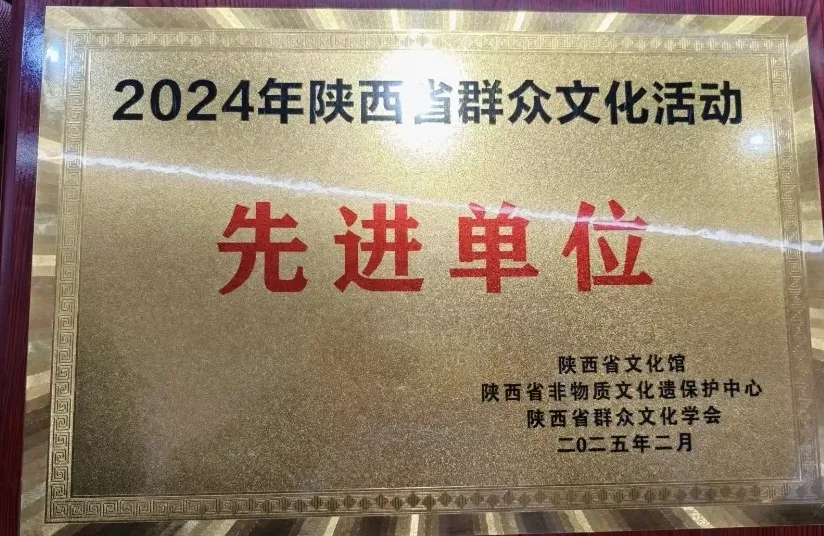 2024年陕西省群众文化活动
先进单位
陕西省文化馆
陕西省非物质文化遗保护中心
陕西省群众文化学会
二0二五年二月